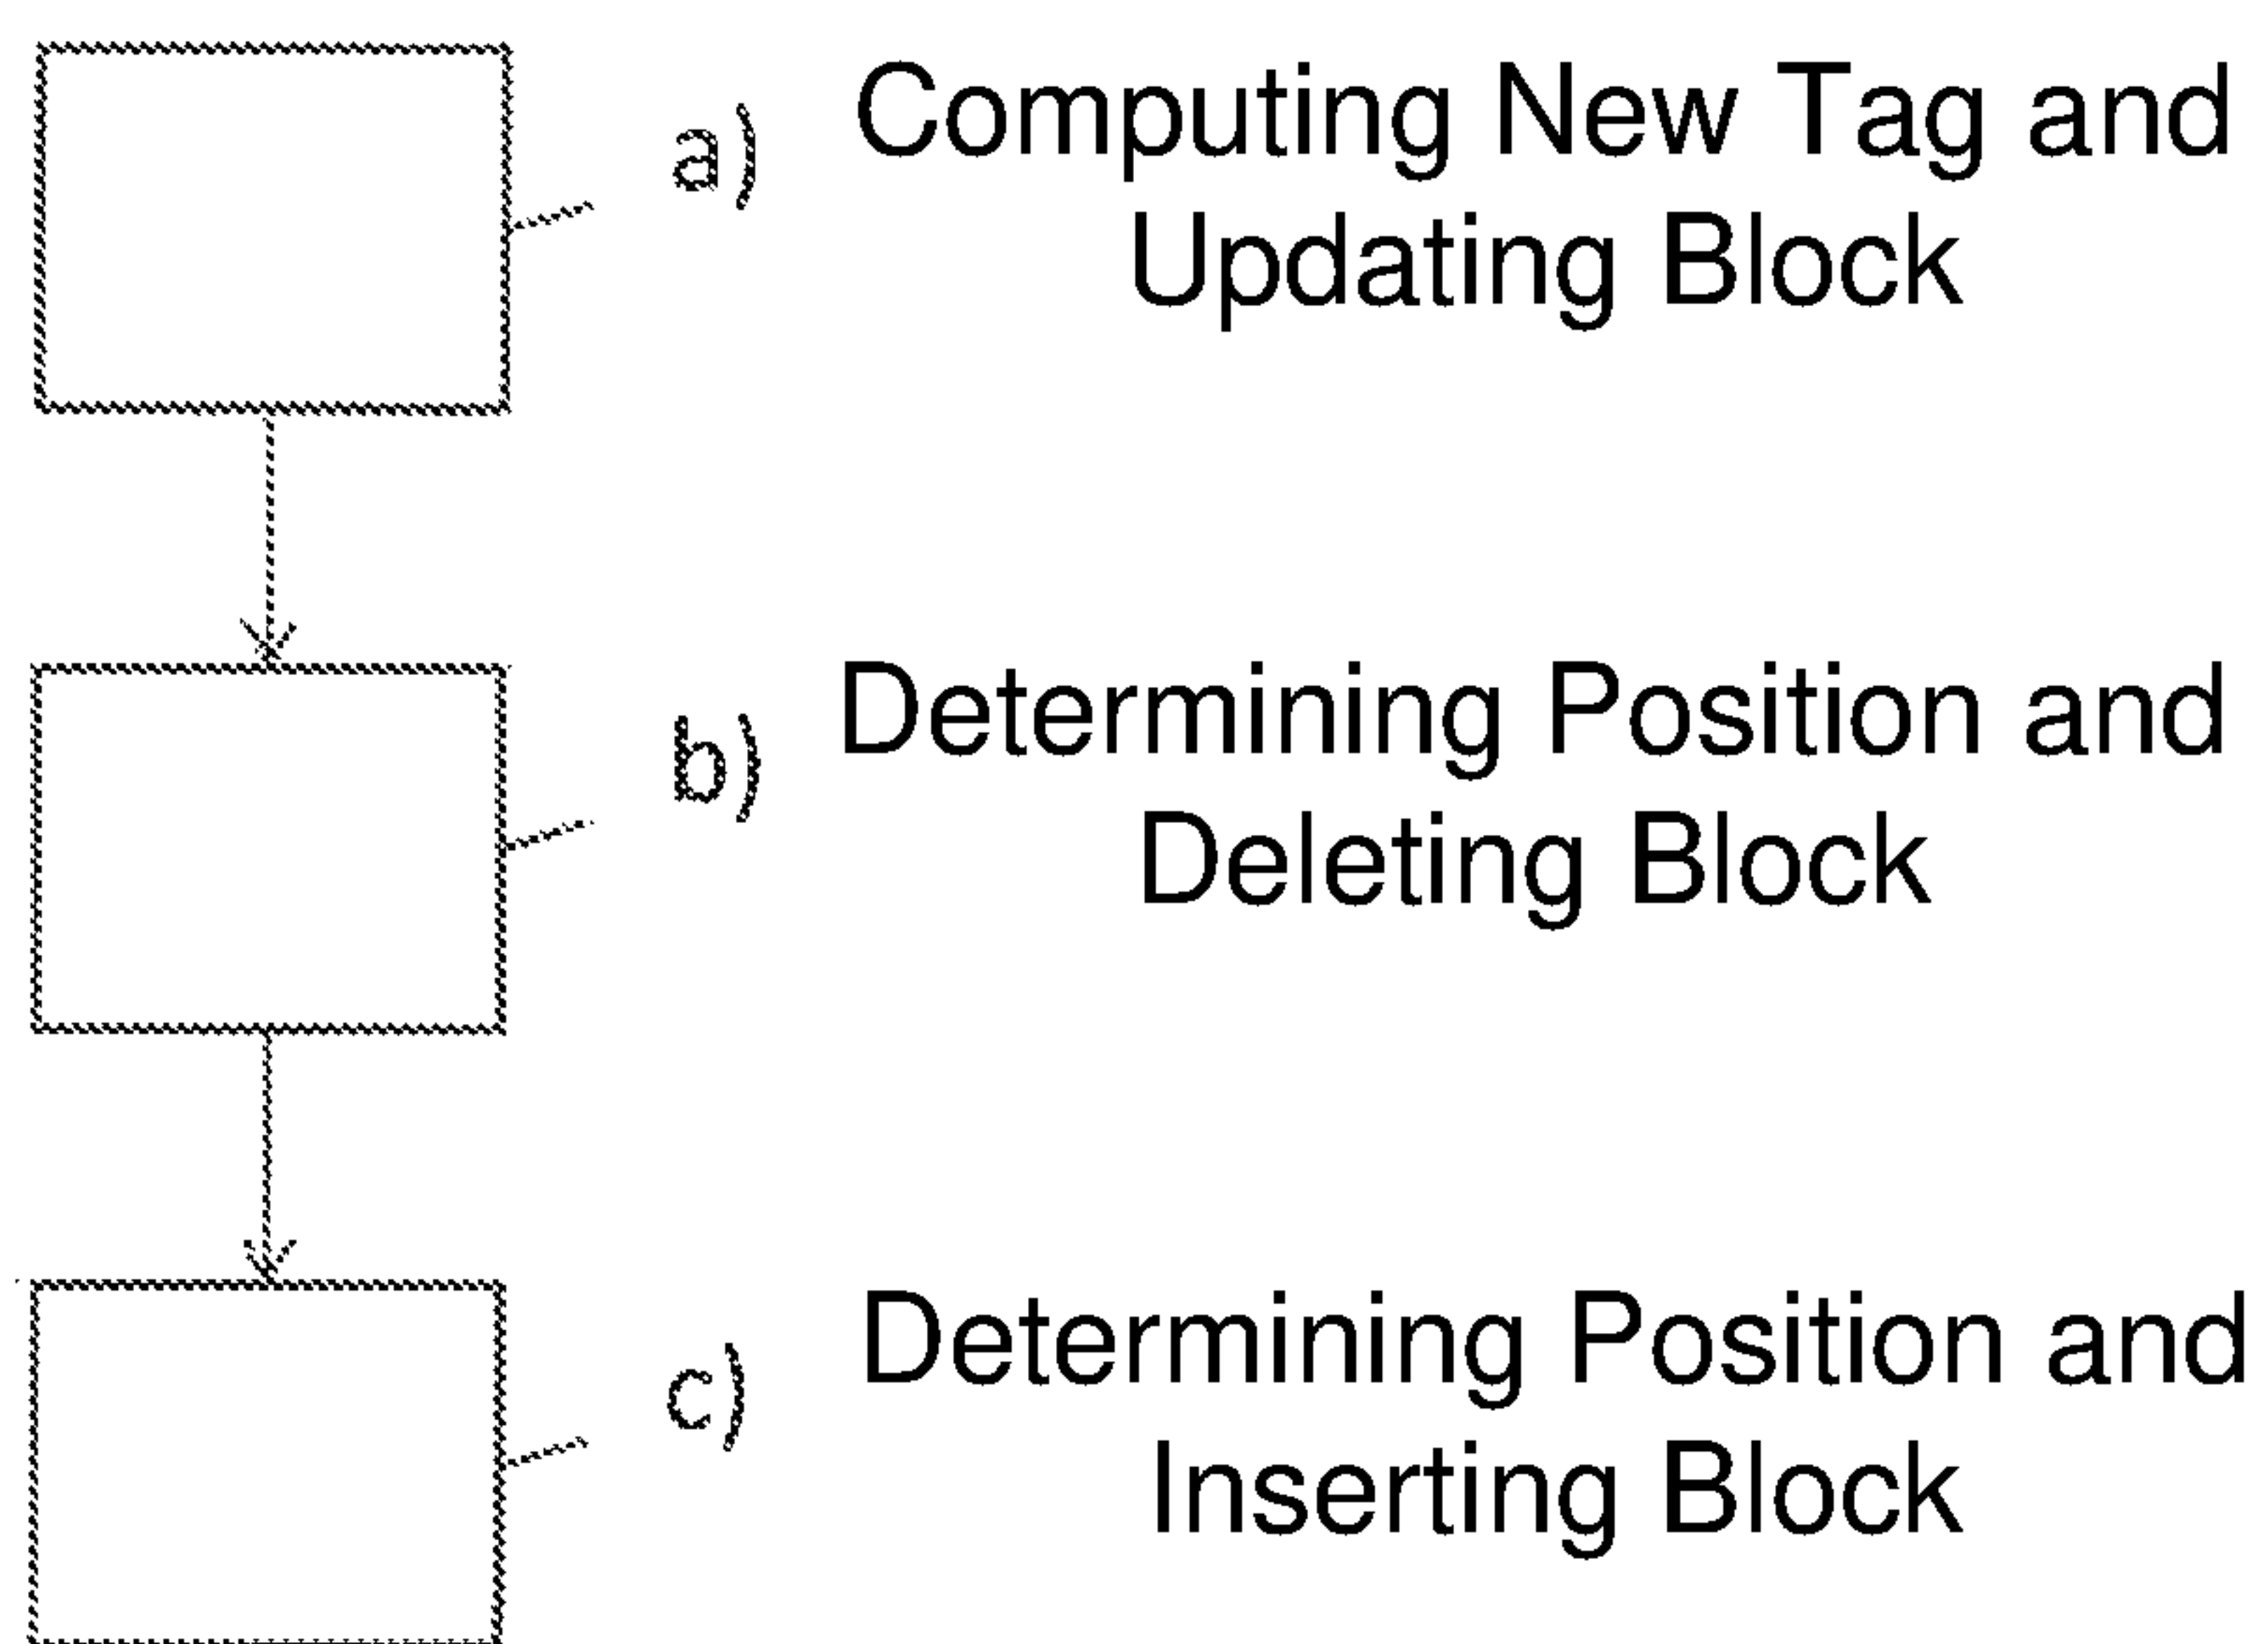 a) Computing New Tag and
Updating Block
b) Determining Position and
Deleting Block
c) Determining Position and
Inserting Block